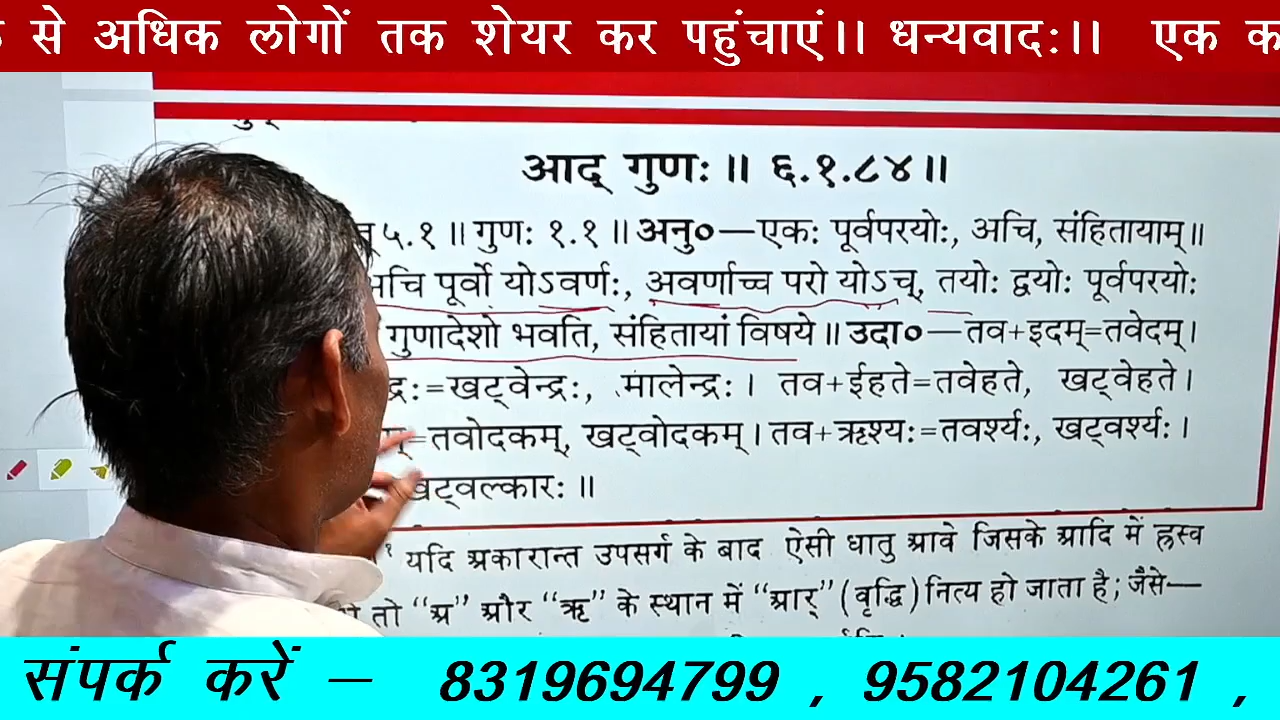 से अधिक लोगों तक शेयर कर पहुंचाएं।। धन्यवादः।। एक
आद् गुणः ॥ ६.१.८४॥
५.१ ॥ गुणः १.१ ॥ अनु०—एकः पूर्वपरयोः, अचि, संहितायाम् ॥
पूर्वो योऽवर्णः, अवर्णाच्च परो योऽच्, तयोः द्वयोः पूर्वपरयोः
गुणादेशो भवति, संहितायां विषये ॥ उदा०—तव+इदम्=तवेदम्।
=खट्वेन्द्रः, मालेन्द्रः। तव+ईहते=तवेहते, खट्वेहते।
=तवोदकम्, खट्वोदकम्। तव+ऋश्यः=तवर्श्यः, खट्वर्श्यः।
खट्वल्कारः ॥
यदि अकारान्त उपसर्ग के बाद ऐसी धातु आवे जिसके आदि में ह्रस्व
तो “अ” और “ऋ” के स्थान में “आर्” (वृद्धि) नित्य हो जाता है; जैसे—
संपर्क करें – 8319694799 , 9582104261 ,